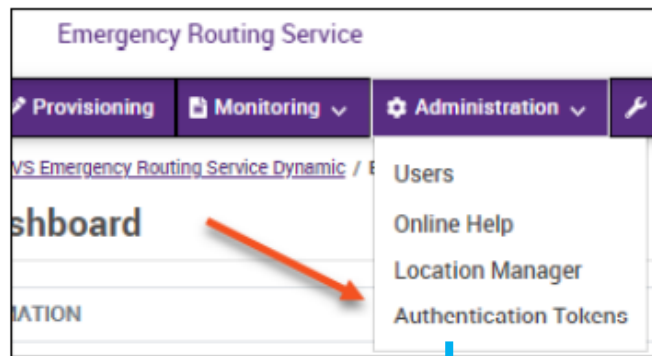 Emergency Routing Service
Provisioning
Monitoring
Administration
VS Emergency Routing Service Dynamic /
shboard
MATION
Users
Online Help
Location Manager
Authentication Tokens